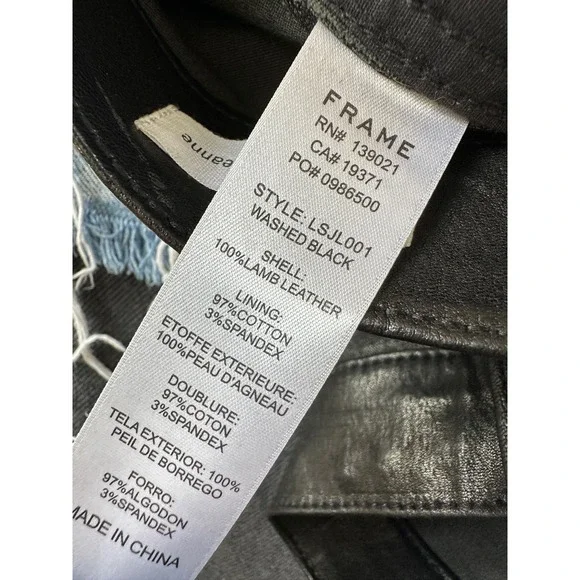 FRAME
RN# 139021
CA# 19371
PO# 0986500
STYLE: LSJL001
WASHED BLACK
SHELL:
100%LAMB LEATHER
LINING:
97%COTTON
3%SPANDEX
ETOFFE EXTERIEURE:
100%PEAU D'AGNEAU
DOUBLURE:
97%COTON
3%SPANDEX
TELA EXTERIOR: 100%
PEIL DE BORREGO
FORRO:
97%ALGODON
3%SPANDEX
MADE IN CHINA
eanne